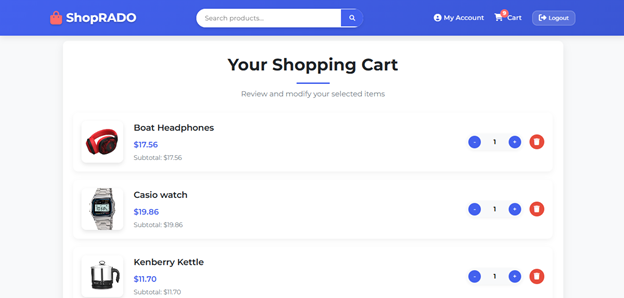 ShopRADO
Search products...
My Account
Cart
Logout
Your Shopping Cart
Review and modify your selected items
Boat Headphones
$17.56
Subtotal: $17.56
- 1 +
Casio watch
$19.86
Subtotal: $19.86
- 1 +
Kenberry Kettle
$11.70
Subtotal: $11.70
- 1 +